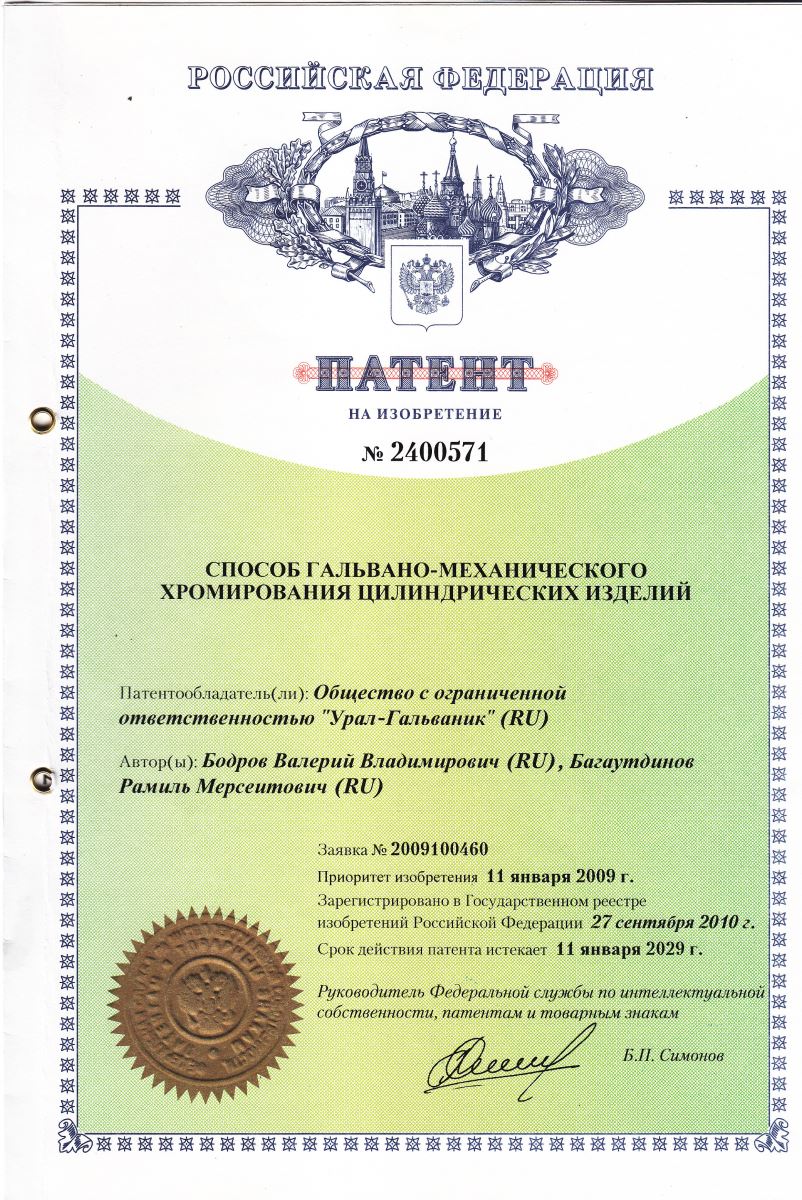 РОССИЙСКАЯ ФЕДЕРАЦИЯ
ПАТЕНТ
НА ИЗОБРЕТЕНИЕ
№ 2400571
СПОСОБ ГАЛЬВАНО-МЕХАНИЧЕСКОГО
ХРОМИРОВАНИЯ ЦИЛИНДРИЧЕСКИХ ИЗДЕЛИЙ
Патентообладатель(ли): Общество с ограниченной
ответственностью "Урал-Гальваник" (RU)
Автор(ы): Бодров Валерий Владимирович (RU), Багаутдинов
Рамиль Мерсеитович (RU)
Заявка № 2009100460
Приоритет изобретения 11 января 2009 г.
Зарегистрировано в Государственном реестре
изобретений Российской Федерации 27 сентября 2010 г.
Срок действия патента истекает 11 января 2029 г.
Руководитель Федеральной службы по интеллектуальной
собственности, патентам и товарным знакам
Б.П. Симонов